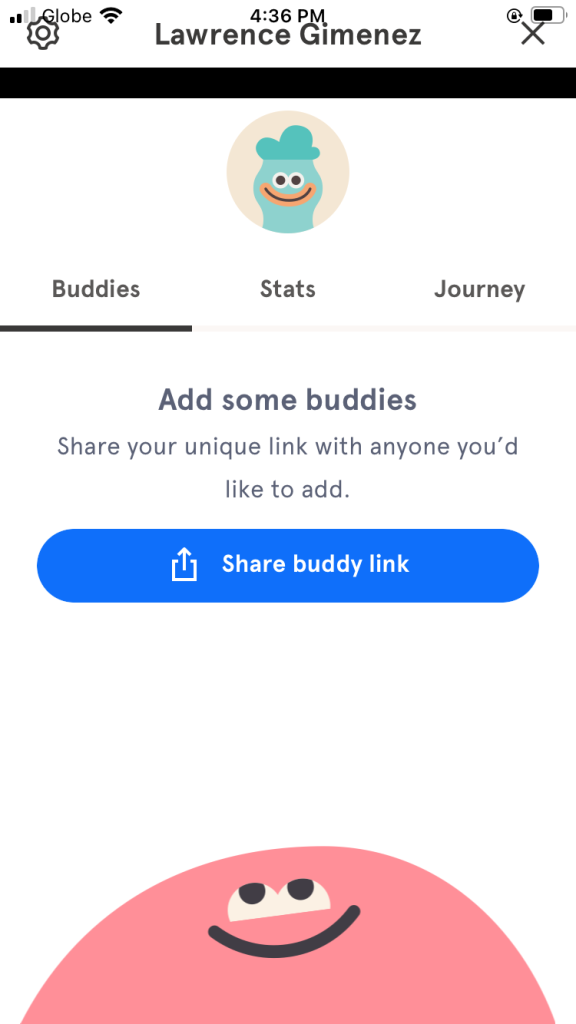 Globe
4:36 PM
Lawrence Gimenez
Buddies
Stats
Journey
Add some buddies
Share your unique link with anyone you’d
like to add.
Share buddy link